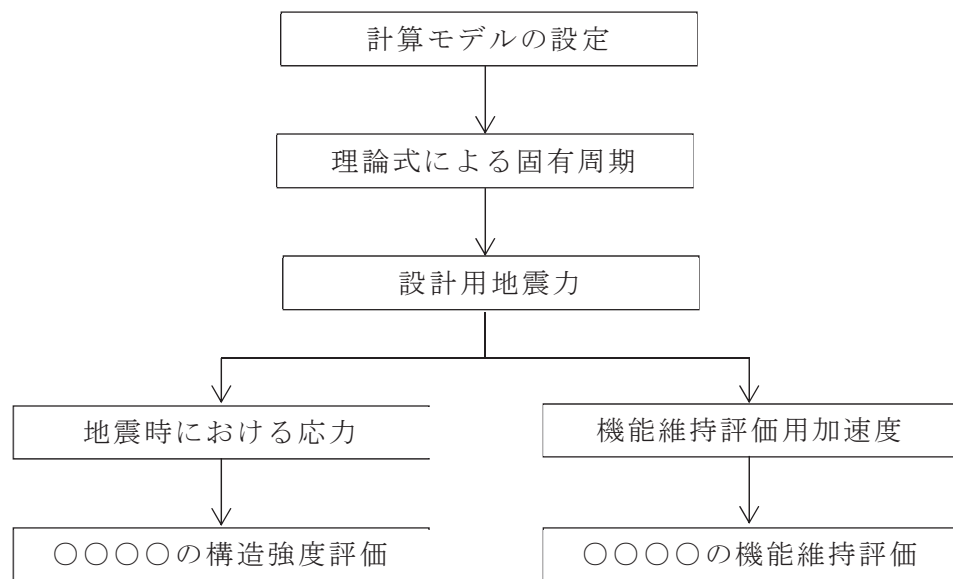 計算モデルの設定
理論式による固有周期
設計用地震力
地震時における応力
機能維持評価用加速度
○○○○の構造強度評価
○○○○の機能維持評価